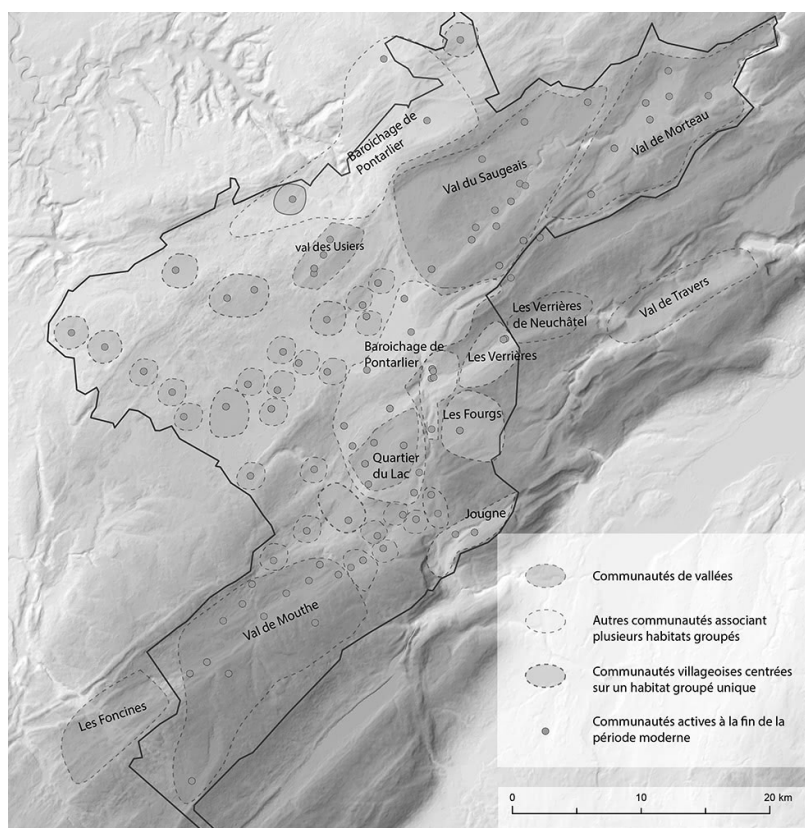 Baroichage de
Pontarlier
Val de Morteau
Val du Saugeais
val des Usiers
Les Verrières
de Neuchâtel
Val de Travers
Baroichage de
Pontarlier
Les Verrières
Les Fourgs
Quartier
du Lac
Jougne
Val de Mouthe
Les Foncines
Communautés de vallées
Autres communautés associant
plusieurs habitats groupés
Communautés villageoises centrées
sur un habitat groupé unique
Communautés actives à la fin de la
période moderne
0 10 20 km